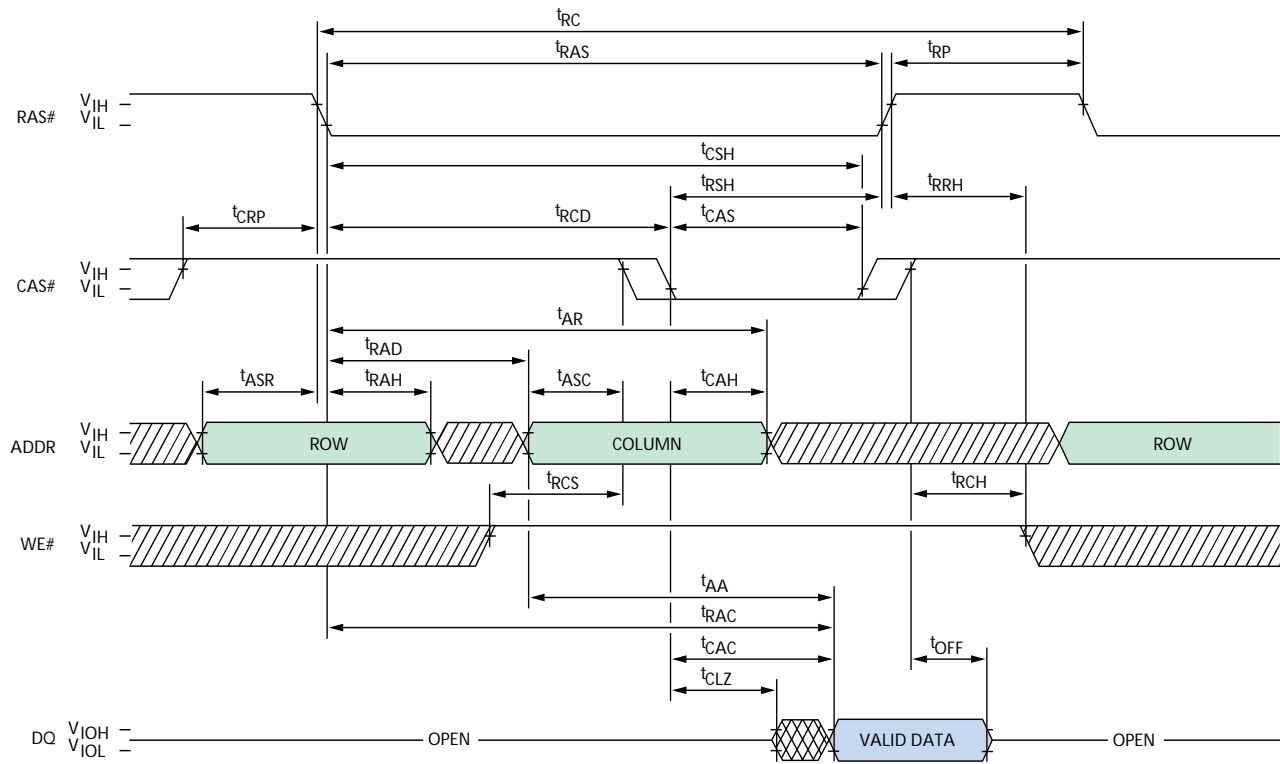 tRC
tRAS
tRP
RAS#
VIH
VIL
tCSH
tRSH
tRRH
tCRP
tRCD
tCAS
CAS#
VIH
VIL
tAR
tRAD
tASR
tRAH
tASC
tCAH
ADDR
VIH
VIL
ROW
COLUMN
ROW
tRCS
tRCH
WE#
VIH
VIL
tAA
tRAC
tCAC
tOFF
tCLZ
DQ
VIOH
VIOL
OPEN
VALID DATA
OPEN